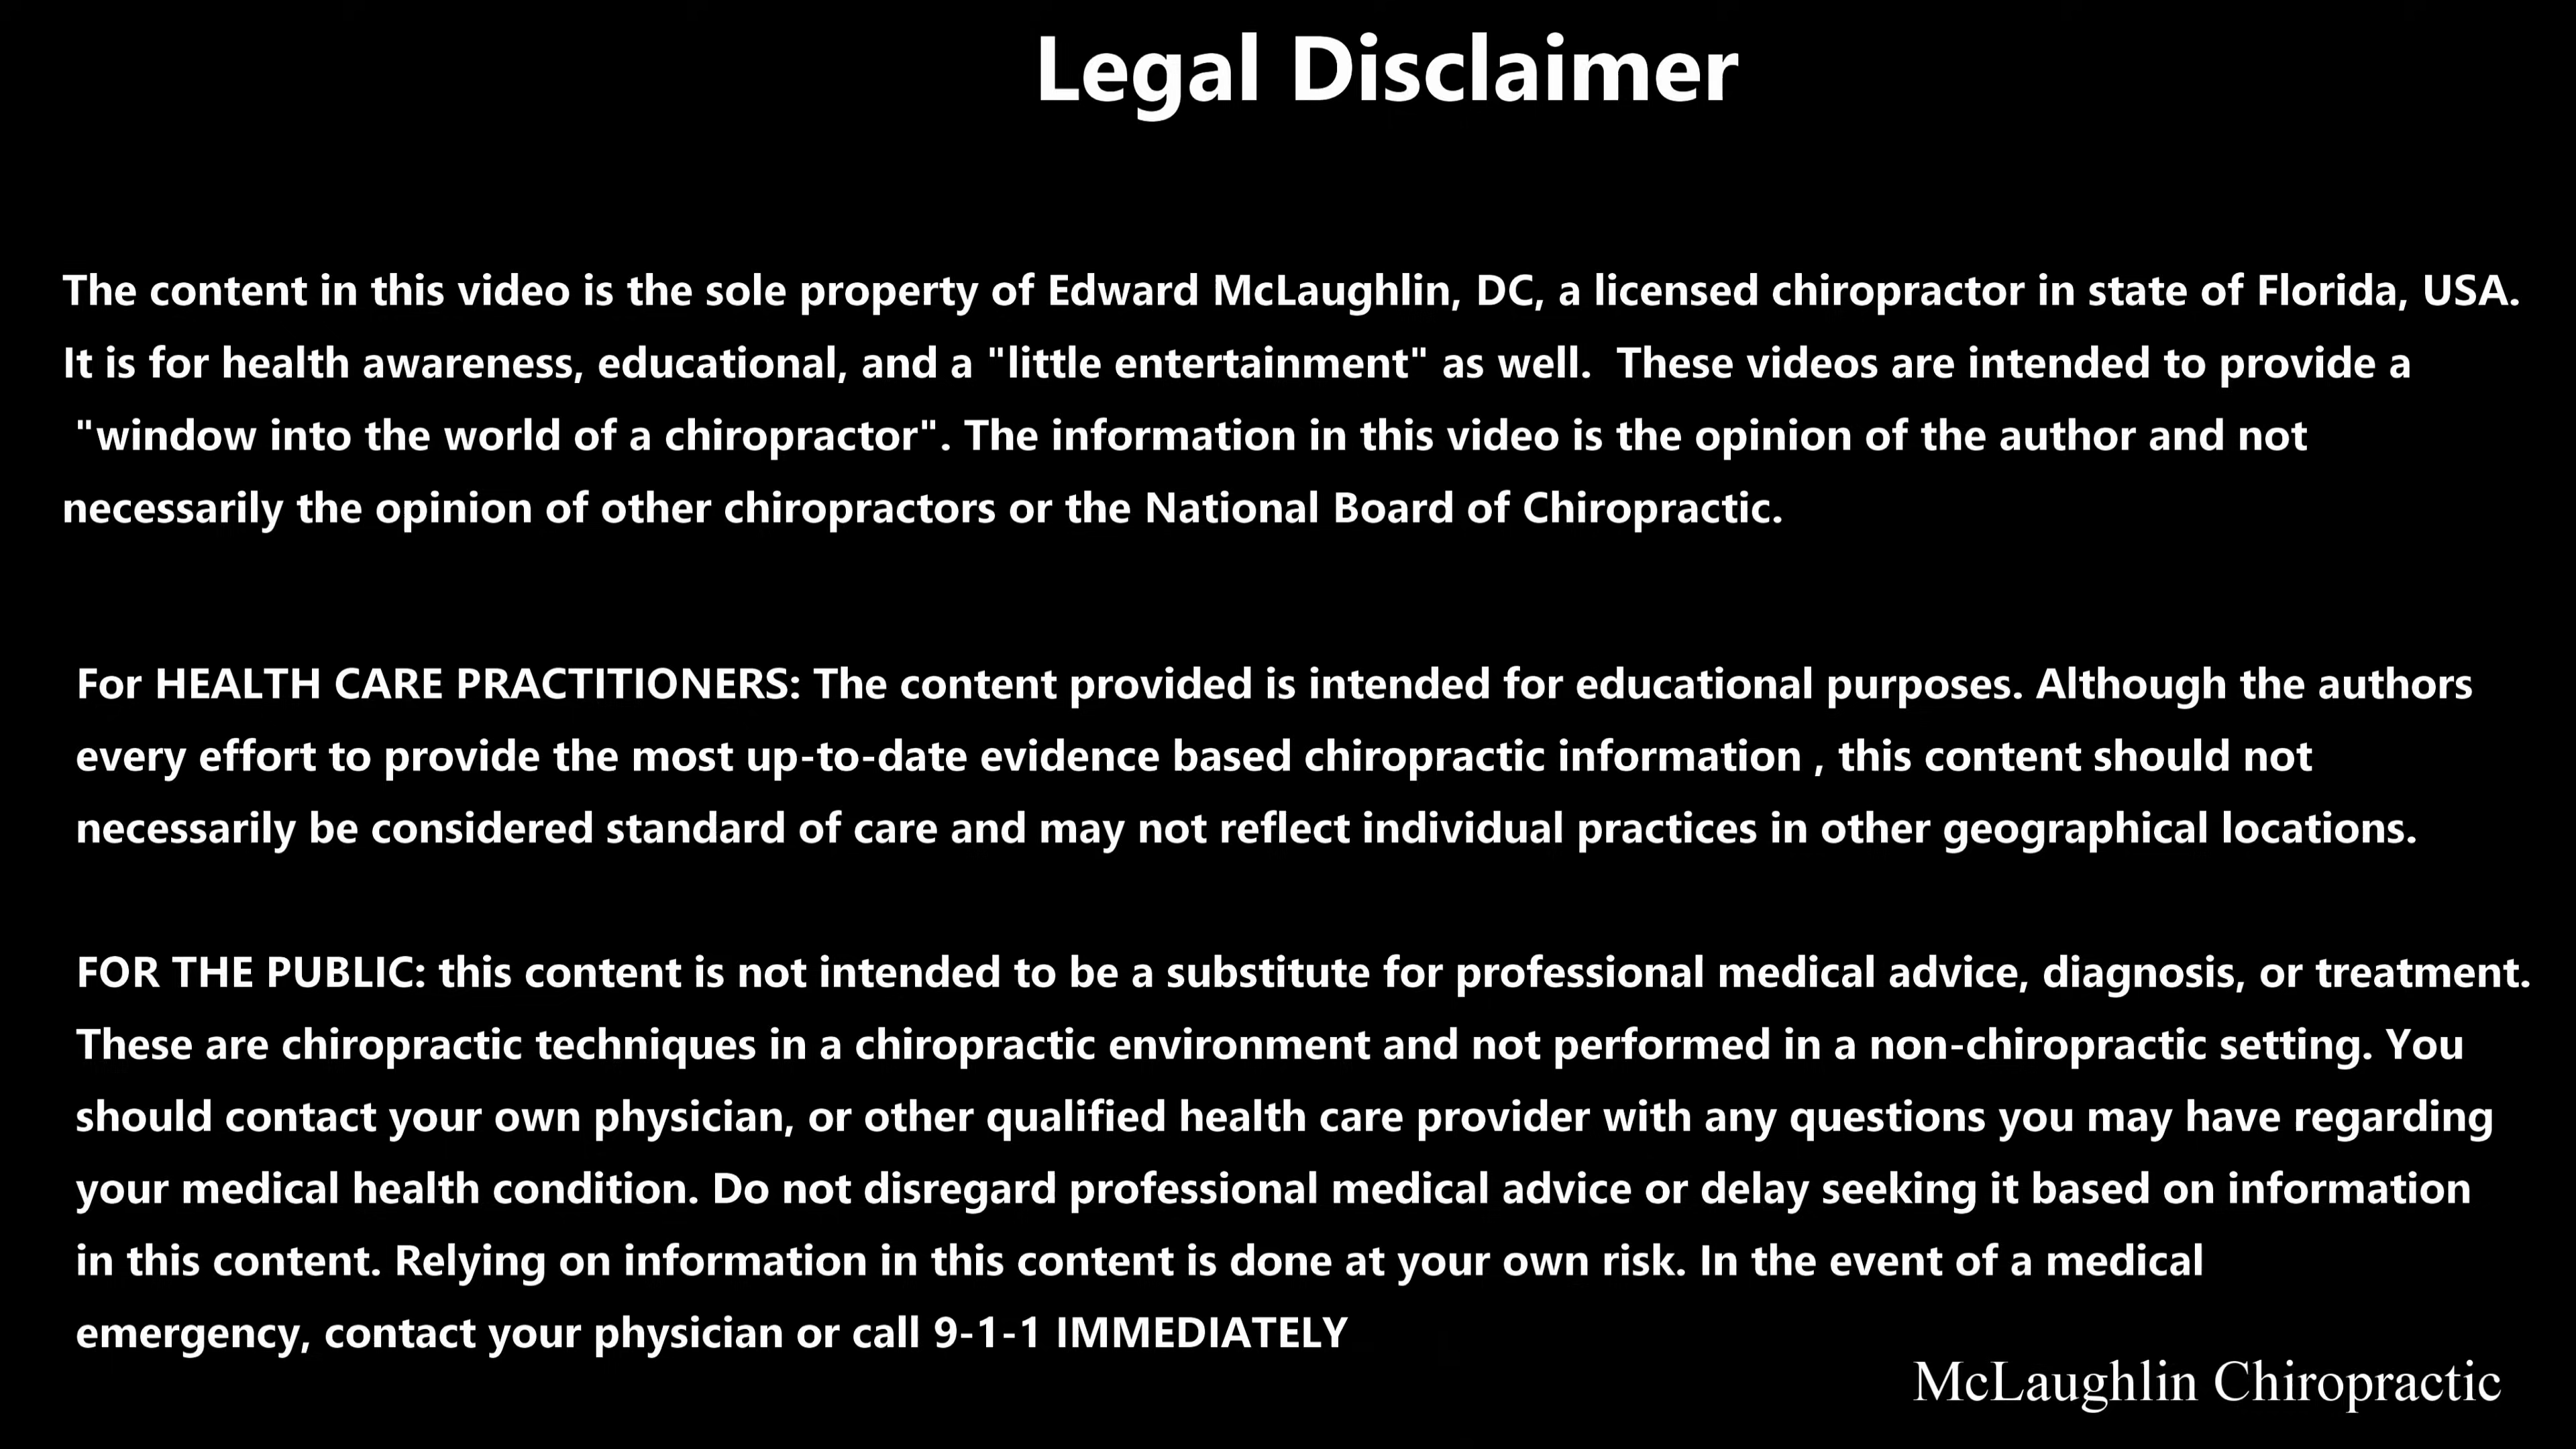 Legal Disclaimer
The content in this video is the sole property of Edward McLaughlin, DC, a licensed chiropractor in state of Florida, USA.
It is for health awareness, educational, and a "little entertainment" as well.  These videos are intended to provide a
"window into the world of a chiropractor". The information in this video is the opinion of the author and not
necessarily the opinion of other chiropractors or the National Board of Chiropractic.
For HEALTH CARE PRACTITIONERS: The content provided is intended for educational purposes. Although the authors
every effort to provide the most up-to-date evidence based chiropractic information , this content should not
necessarily be considered standard of care and may not reflect individual practices in other geographical locations.
FOR THE PUBLIC: this content is not intended to be a substitute for professional medical advice, diagnosis, or treatment.
These are chiropractic techniques in a chiropractic environment and not performed in a non-chiropractic setting. You
should contact your own physician, or other qualified health care provider with any questions you may have regarding
your medical health condition. Do not disregard professional medical advice or delay seeking it based on information
in this content. Relying on information in this content is done at your own risk. In the event of a medical
emergency, contact your physician or call 9-1-1 IMMEDIATELY
McLaughlin Chiropractic